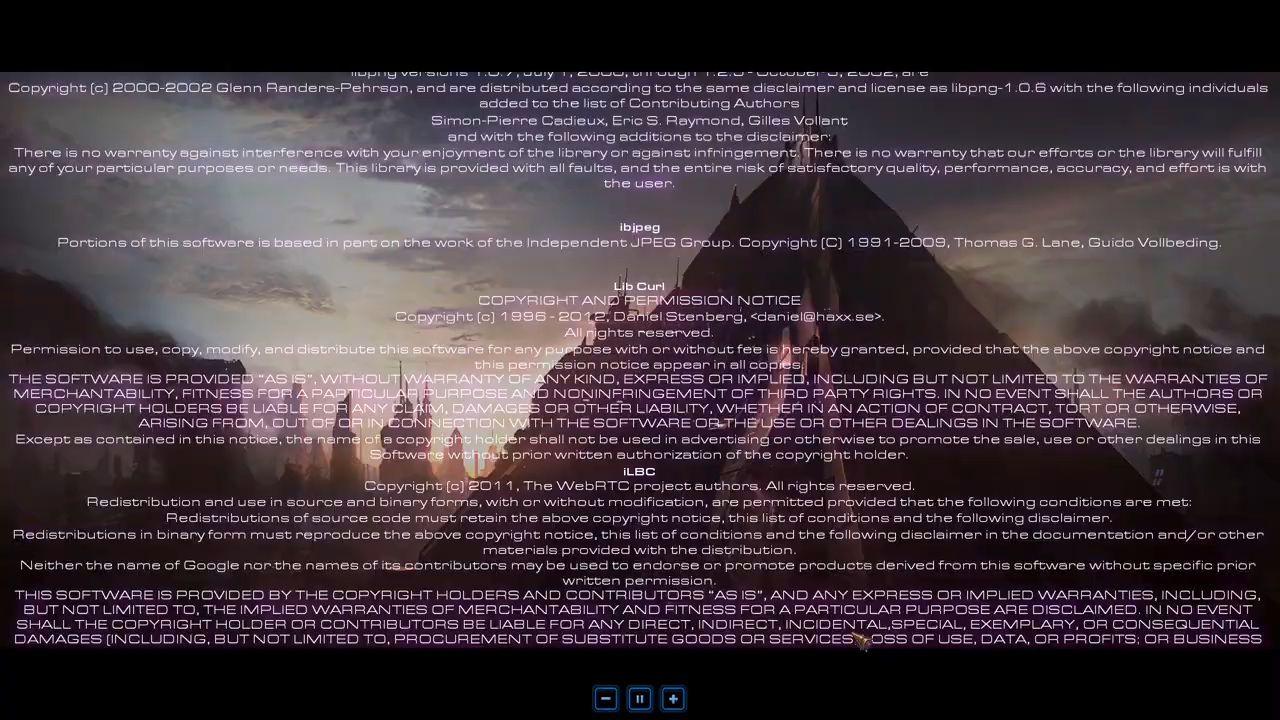 libpng versions 1.0.7, July 1, 2000, through 1.2.5 - October 3, 2002, are
Copyright (c) 2000-2002 Glenn Randers-Pehrson, and are distributed according to the same disclaimer and license as libpng-1.0.6 with the following individuals
added to the list of Contributing Authors
Simon-Pierre Cadieux, Eric S. Raymond, Gilles Vollant
and with the following additions to the disclaimer:
There is no warranty against interference with your enjoyment of the library or against infringement. There is no warranty that our efforts or the library will fulfill
any of your particular purposes or needs. This library is provided with all faults, and the entire risk of satisfactory quality, performance, accuracy, and effort is with
the user.
ibjpeg
Portions of this software is based in part on the work of the Independent JPEG Group. Copyright (C) 1991-2009, Thomas G. Lane, Guido Vollbeding.
Lib Curl
COPYRIGHT AND PERMISSION NOTICE
Copyright (c) 1996 - 2012, Daniel Stenberg, <daniel@haxx.se>.
All rights reserved.
Permission to use, copy, modify, and distribute this software for any purpose with or without fee is hereby granted, provided that the above copyright notice and
this permission notice appear in all copies.
THE SOFTWARE IS PROVIDED “AS IS”, WITHOUT WARRANTY OF ANY KIND, EXPRESS OR IMPLIED, INCLUDING BUT NOT LIMITED TO THE WARRANTIES OF
MERCHANTABILITY, FITNESS FOR A PARTICULAR PURPOSE AND NONINFRINGEMENT OF THIRD PARTY RIGHTS. IN NO EVENT SHALL THE AUTHORS OR
COPYRIGHT HOLDERS BE LIABLE FOR ANY CLAIM, DAMAGES OR OTHER LIABILITY, WHETHER IN AN ACTION OF CONTRACT, TORT OR OTHERWISE,
ARISING FROM, OUT OF OR IN CONNECTION WITH THE SOFTWARE OR THE USE OR OTHER DEALINGS IN THE SOFTWARE.
Except as contained in this notice, the name of a copyright holder shall not be used in advertising or otherwise to promote the sale, use or other dealings in this
Software without prior written authorization of the copyright holder.
iLBC
Copyright (c) 2011, The WebRTC project authors. All rights reserved.
Redistribution and use in source and binary forms, with or without modification, are permitted provided that the following conditions are met:
Redistributions of source code must retain the above copyright notice, this list of conditions and the following disclaimer.
Redistributions in binary form must reproduce the above copyright notice, this list of conditions and the following disclaimer in the documentation and/or other
materials provided with the distribution.
Neither the name of Google nor the names of its contributors may be used to endorse or promote products derived from this software without specific prior
written permission.
THIS SOFTWARE IS PROVIDED BY THE COPYRIGHT HOLDERS AND CONTRIBUTORS “AS IS”, AND ANY EXPRESS OR IMPLIED WARRANTIES, INCLUDING,
BUT NOT LIMITED TO, THE IMPLIED WARRANTIES OF MERCHANTABILITY AND FITNESS FOR A PARTICULAR PURPOSE ARE DISCLAIMED. IN NO EVENT
SHALL THE COPYRIGHT HOLDER OR CONTRIBUTORS BE LIABLE FOR ANY DIRECT, INDIRECT, INCIDENTAL,SPECIAL, EXEMPLARY, OR CONSEQUENTIAL
DAMAGES (INCLUDING, BUT NOT LIMITED TO, PROCUREMENT OF SUBSTITUTE GOODS OR SERVICES; LOSS OF USE, DATA, OR PROFITS; OR BUSINESS